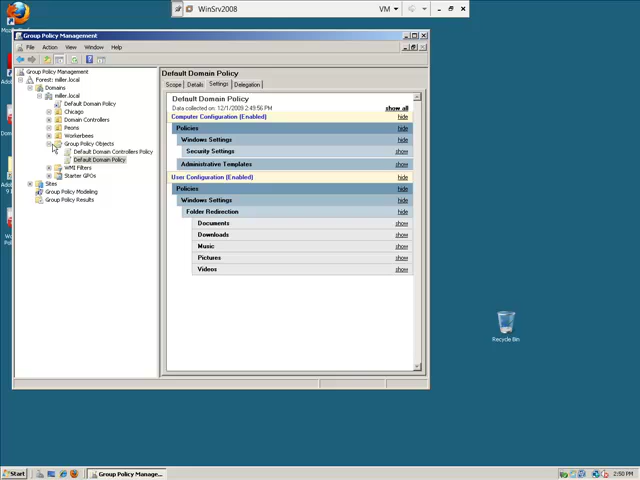 WinSrv2008
VM
Group Policy Management
File Action View Window Help
Group Policy Management
Forest: miller.local
Domains
miller.local
Default Domain Policy
Chicago
Domain Controllers
Peons
Workerbees
Group Policy Objects
Default Domain Controllers Policy
Default Domain Policy
WMI Filters
Starter GPOs
Sites
Group Policy Modeling
Group Policy Results
Default Domain Policy
Scope Details Settings Delegation
Default Domain Policy
Data collected on: 12/1/2009 2:49:56 PM
show all
Computer Configuration (Enabled) hide
Policies hide
Windows Settings hide
Security Settings show
Administrative Templates show
User Configuration (Enabled) hide
Policies hide
Windows Settings hide
Folder Redirection hide
Documents show
Downloads show
Music show
Pictures show
Videos show
Recycle Bin
Start
Group Policy Manage...
2:50 PM